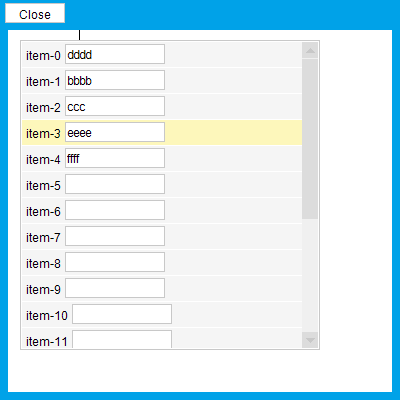 Close
item-0 dddd
item-1 bbbb
item-2 ccc
item-3 eeee
item-4 ffff
item-5
item-6
item-7
item-8
item-9
item-10
item-11